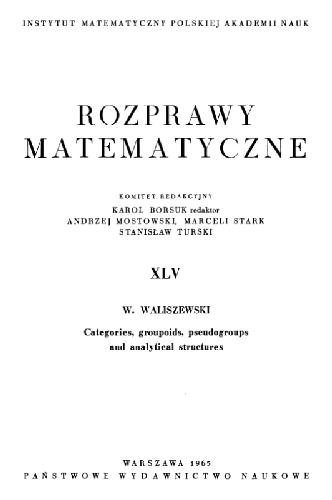 INSTYTUT MATEMATYCZNY POLSKIEJ AKADEMII NAUK
ROZPRAWY
MATEMATYCZNE
KOMITET REDAKCYJNY
KAROL BORSUK redaktor
ANDRZEJ MOSTOWSKI, MARCELI STARK
STANISŁAW TURSKI
XLV
W. WALISZEWSKI
Categories, groupoids, pseudogroups
and analytical structures
WARSZAWA 1965
PAŃSTWOWE WYDAWNICTWO NAUKOWE